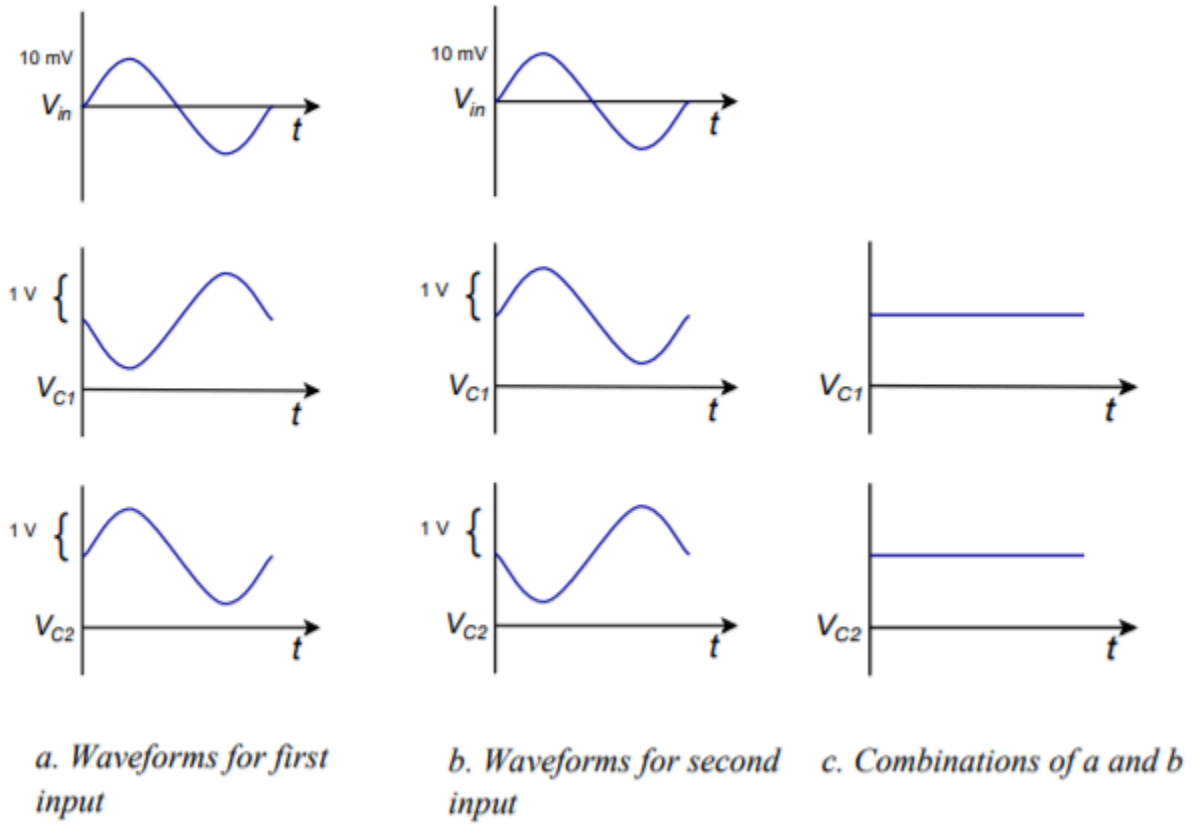 10 mV
V_in
t
10 mV
V_in
t
1 V {
V_C1
t
1 V {
V_C1
t
V_C1
t
1 V {
V_C2
t
1 V {
V_C2
t
V_C2
t
a. Waveforms for first
input
b. Waveforms for second
input
c. Combinations of a and b